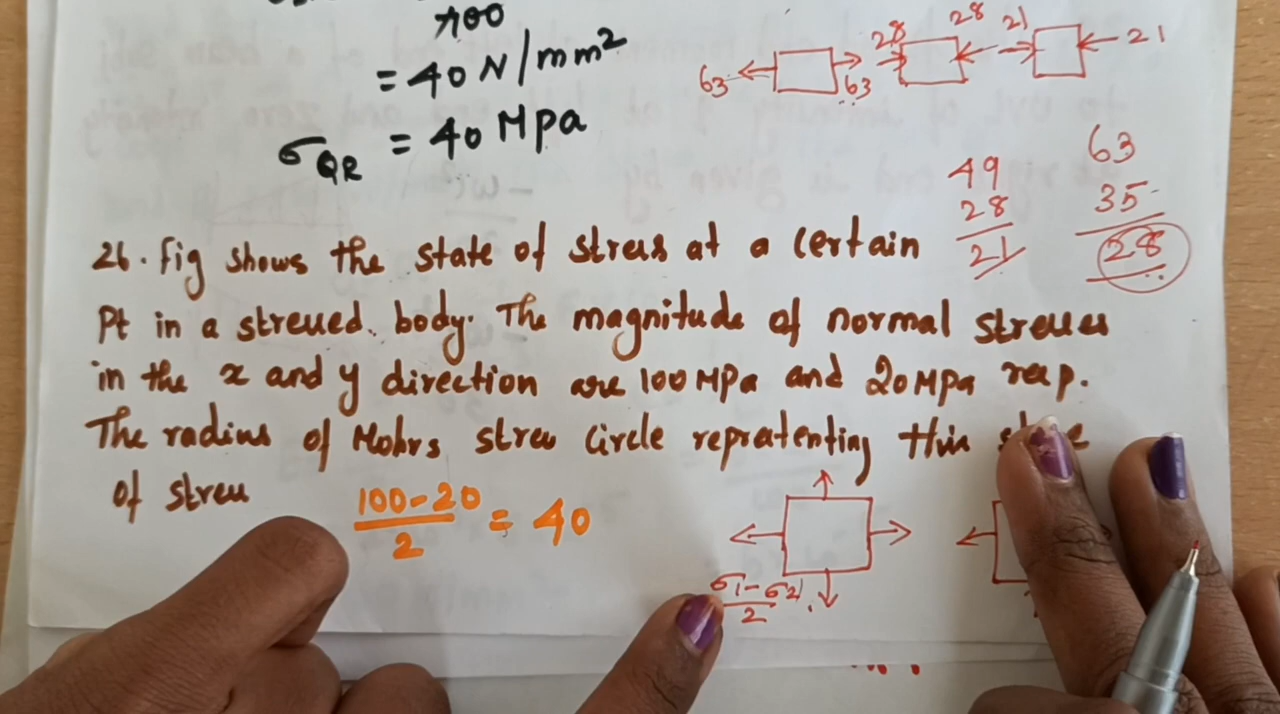 100
= 40 N/mm²
σQR = 40 Mpa
63 63 28 28 21 21
49
28
21
63
35
28
26. Fig shows the state of stress at a certain
Pt in a stressed body. The magnitude of normal stresses
in the x and y direction are 100 MPa and 20 MPa resp.
The radius of Mohrs stress circle repratenting this
of stress
100-20
2
= 40
σ1-σ2
2